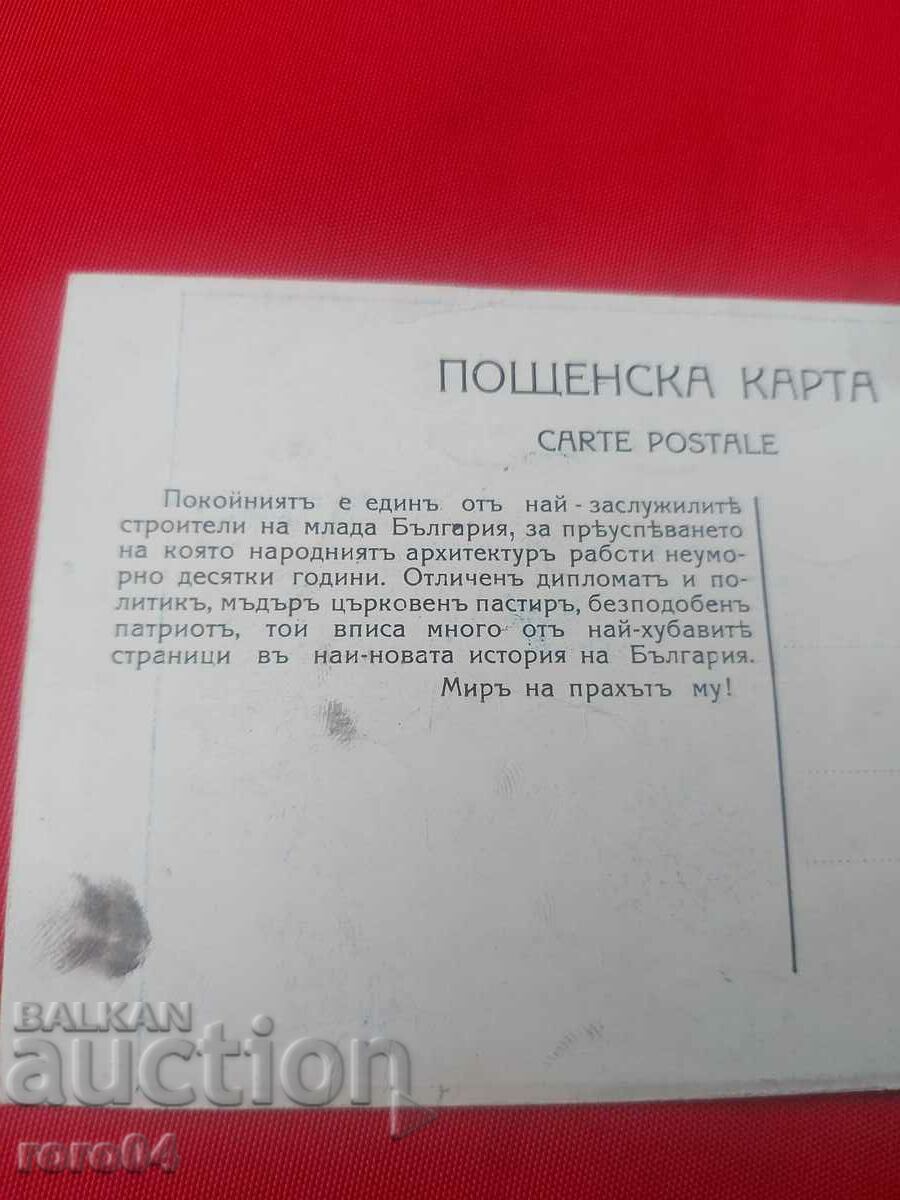 ПОЩЕНСКА КАРТА
CARTE POSTALE
Покойниятъ е единъ отъ най-заслужилитѣ
строители на млада България, за прѣуспѣването
на която народниятъ архитектуръ работи неумо-
рно десятки години. Отличенъ дипломатъ и по-
литикъ, мъдъръ църковенъ пастиръ, безподобенъ
патриотъ, тои вписа много отъ най-хубавитѣ
страници въ наи-новата история на България.
Миръ на прахътъ му!
BALKAN
auction
roro04